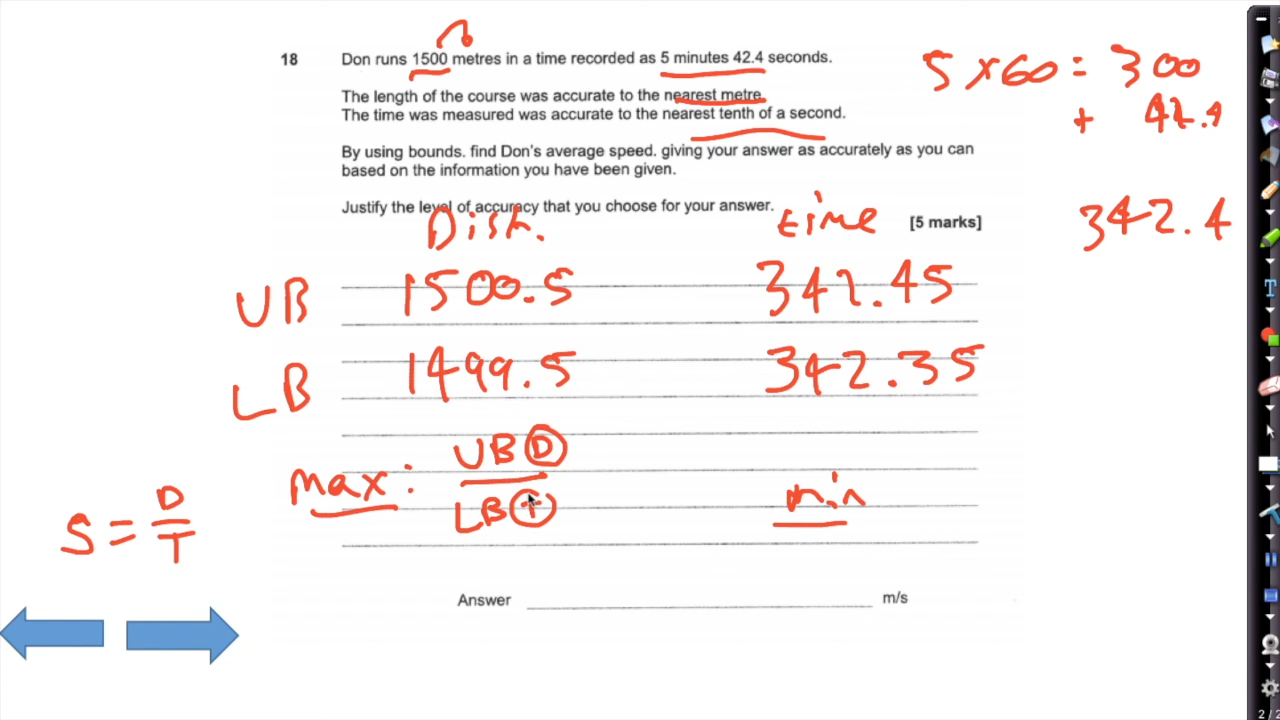 18 Don runs 1500 metres in a time recorded as 5 minutes 42.4 seconds.
The length of the course was accurate to the nearest metre.
The time was measured was accurate to the nearest tenth of a second.
By using bounds. find Don's average speed. giving your answer as accurately as you can
based on the information you have been given.
Justify the level of accuracy that you choose for your answer.
[5 marks]
5 × 60 = 300
+ 42.4
342.4
Dist. time
UB 1500.5 342.45
LB 1499.5 342.35
max: UB D
LB T
min
S = D
T
Answer m/s
2 / 2